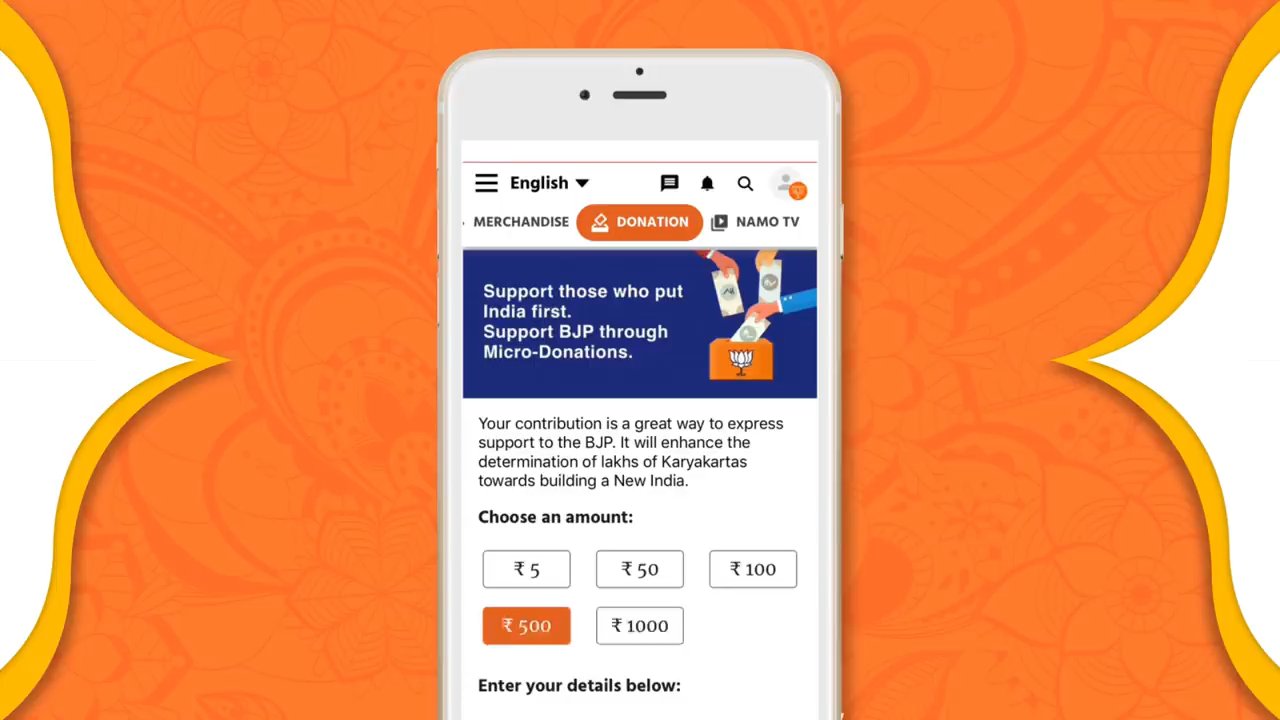 English
MERCHANDISE DONATION NAMO TV
Support those who put
India first.
Support BJP through
Micro-Donations.
Your contribution is a great way to express
support to the BJP. It will enhance the
determination of lakhs of Karyakartas
towards building a New India.
Choose an amount:
₹ 5 ₹ 50 ₹ 100
₹ 500 ₹ 1000
Enter your details below: